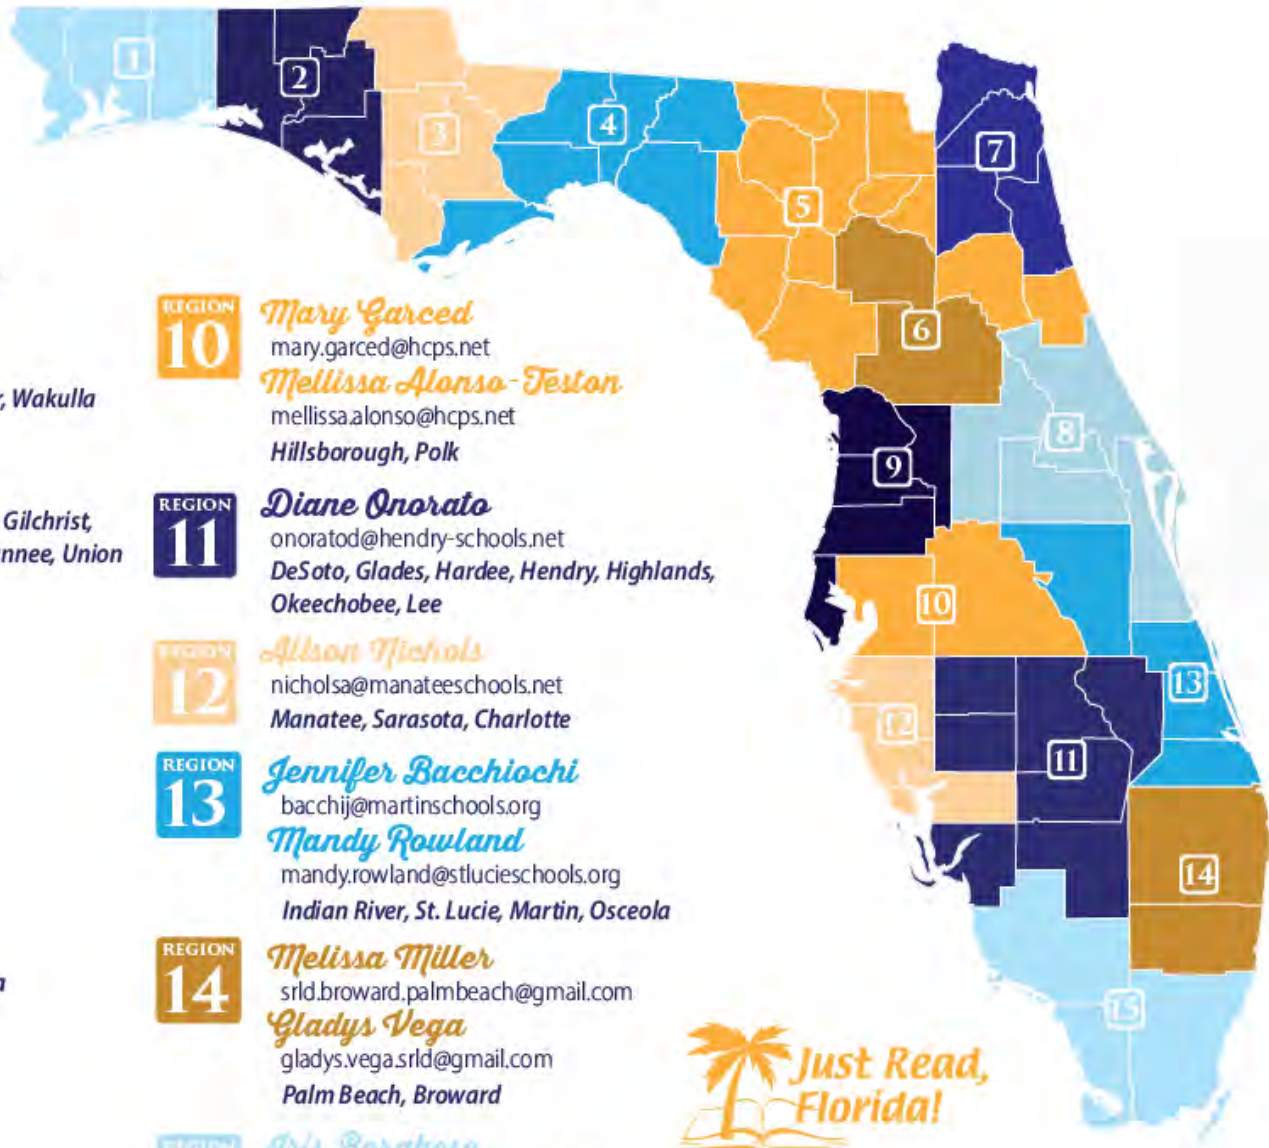 1
2
3
4
5
6
7
8
9
10
11
12
13
14
15
Wakulla
Gilchrist,
Union
REGION
10
Mary Garced
mary.garced@hcps.net
Mellissa Alonso-Teston
mellissa.alonso@hcps.net
Hillsborough, Polk
REGION
11
Diane Onorato
onoratod@hendry-schools.net
DeSoto, Glades, Hardee, Hendry, Highlands,
Okeechobee, Lee
REGION
12
Allson Nichols
nicholsa@manateeschools.net
Manatee, Sarasota, Charlotte
REGION
13
Jennifer Bacchiochi
bacchij@martinschools.org
Mandy Rowland
mandy.rowland@stlucieschools.org
Indian River, St. Lucie, Martin, Osceola
REGION
14
Melissa Miller
srld.broward.palmbeach@gmail.com
Gladys Vega
gladys.vega.srld@gmail.com
Palm Beach, Broward
REGION
Just Read,
Florida!